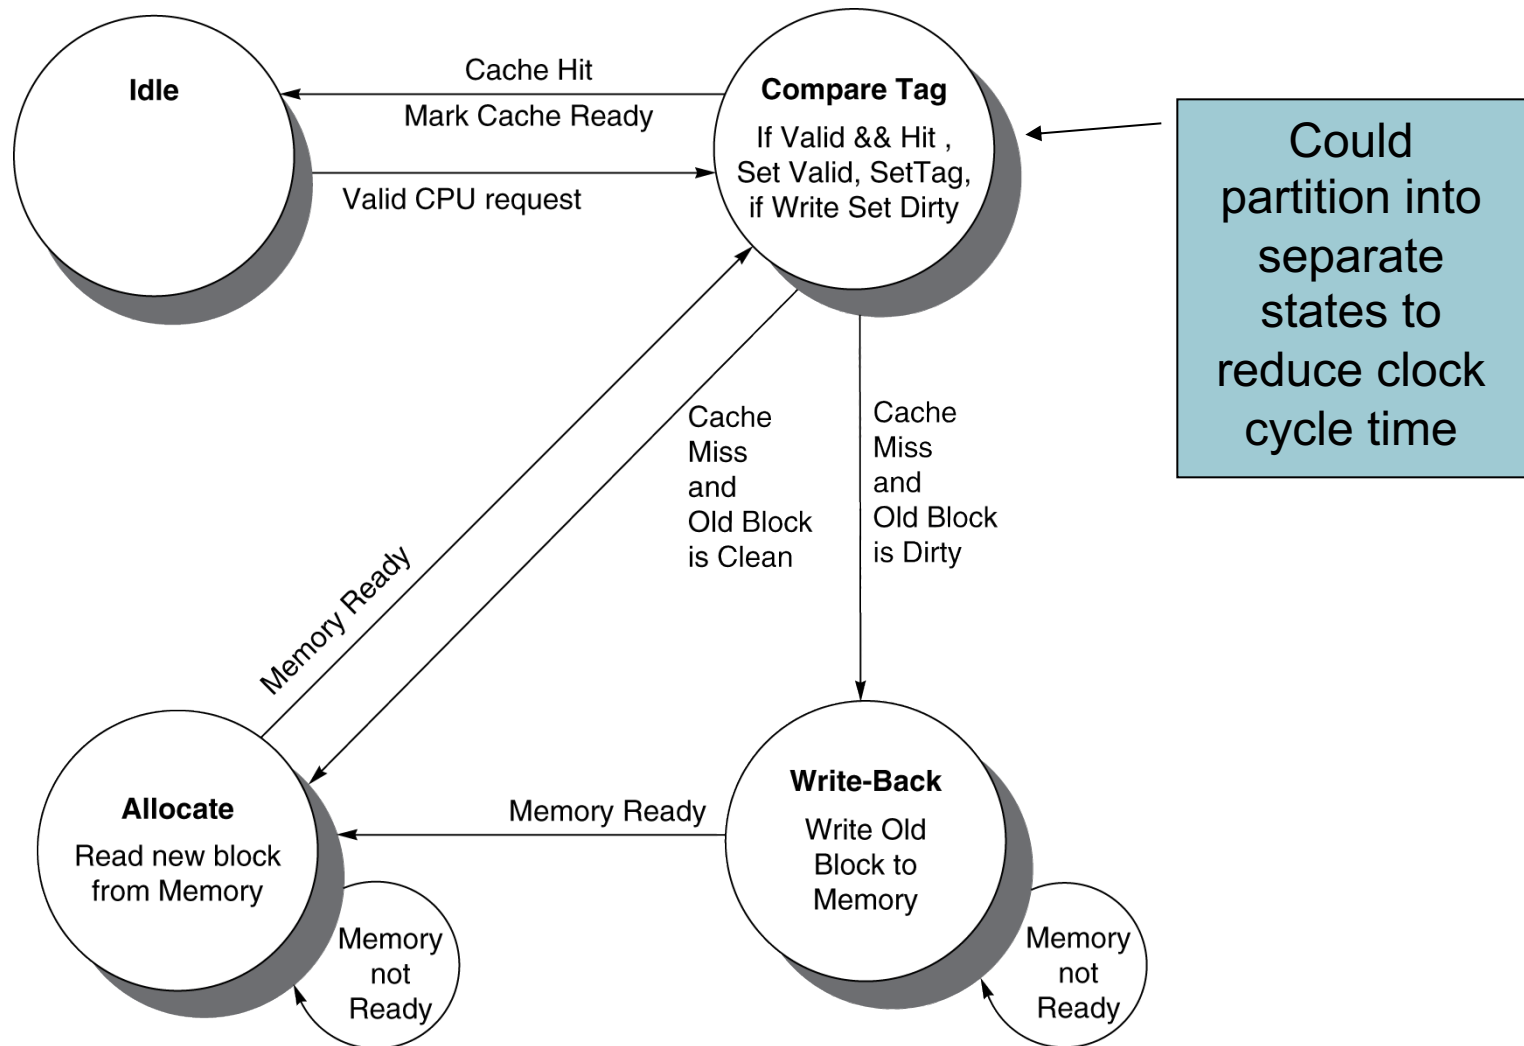 Idle
Cache Hit
Mark Cache Ready
Valid CPU request
Compare Tag
If Valid && Hit ,
Set Valid, SetTag,
if Write Set Dirty
Could
partition into
separate
states to
reduce clock
cycle time
Cache
Miss
and
Old Block
is Clean
Cache
Miss
and
Old Block
is Dirty
Memory Ready
Allocate
Read new block
from Memory
Memory Ready
Write-Back
Write Old
Block to
Memory
Memory
not
Ready
Memory
not
Ready